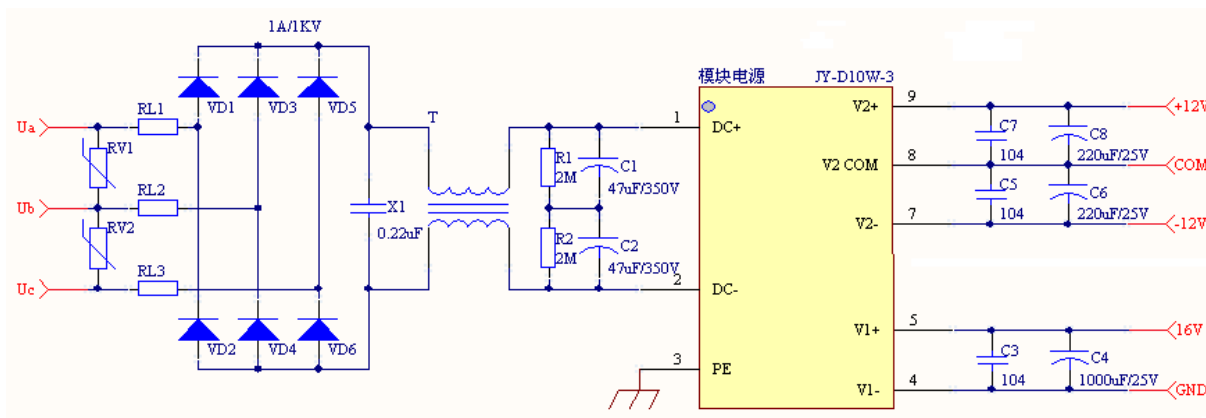 1A/1KV
模块电源 JY-D10W-3
VD1 VD3 VD5
RL1
Ua
RV1
RL2
Ub
RV2
RL3
Uc
VD2 VD4 VD6
X1
0.22uF
T
R1
2M
C1
47uF/350V
R2
2M
C2
47uF/350V
1 DC+
2 DC-
3 PE
V2+ 9
V2 COM 8
V2- 7
V1+ 5
V1- 4
C7
104
C8
220uF/25V
C5
104
C6
220uF/25V
+12V
COM
-12V
C3
104
C4
1000uF/25V
16V
GND